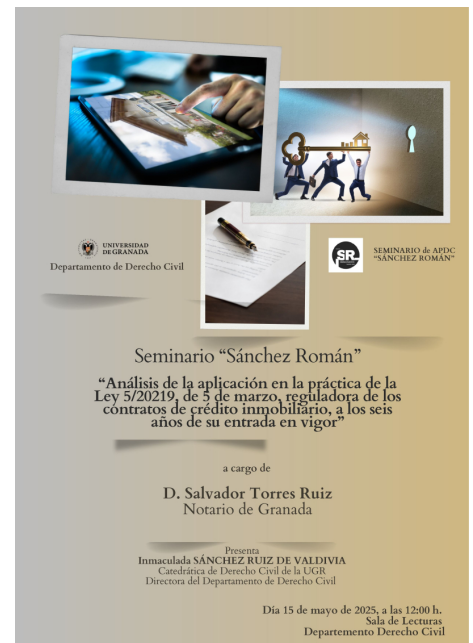 UNIVERSIDAD
DE GRANADA
Departamento de Derecho Civil
SR
SEMINARIO de APDC
“SÁNCHEZ ROMÁN”
Seminario “Sánchez Román”
“Análisis de la aplicación en la práctica de la
Ley 5/20219, de 5 de marzo, reguladora de los
contratos de crédito inmobiliario, a los seis
años de su entrada en vigor”
a cargo de
D. Salvador Torres Ruiz
Notario de Granada
Presenta
Inmaculada SÁNCHEZ RUIZ DE VALDIVIA
Catedrática de Derecho Civil de la UGR
Directora del Departamento de Derecho Civil
Día 15 de mayo de 2025, a las 12:00 h.
Sala de Lecturas
Departemento Derecho Civil